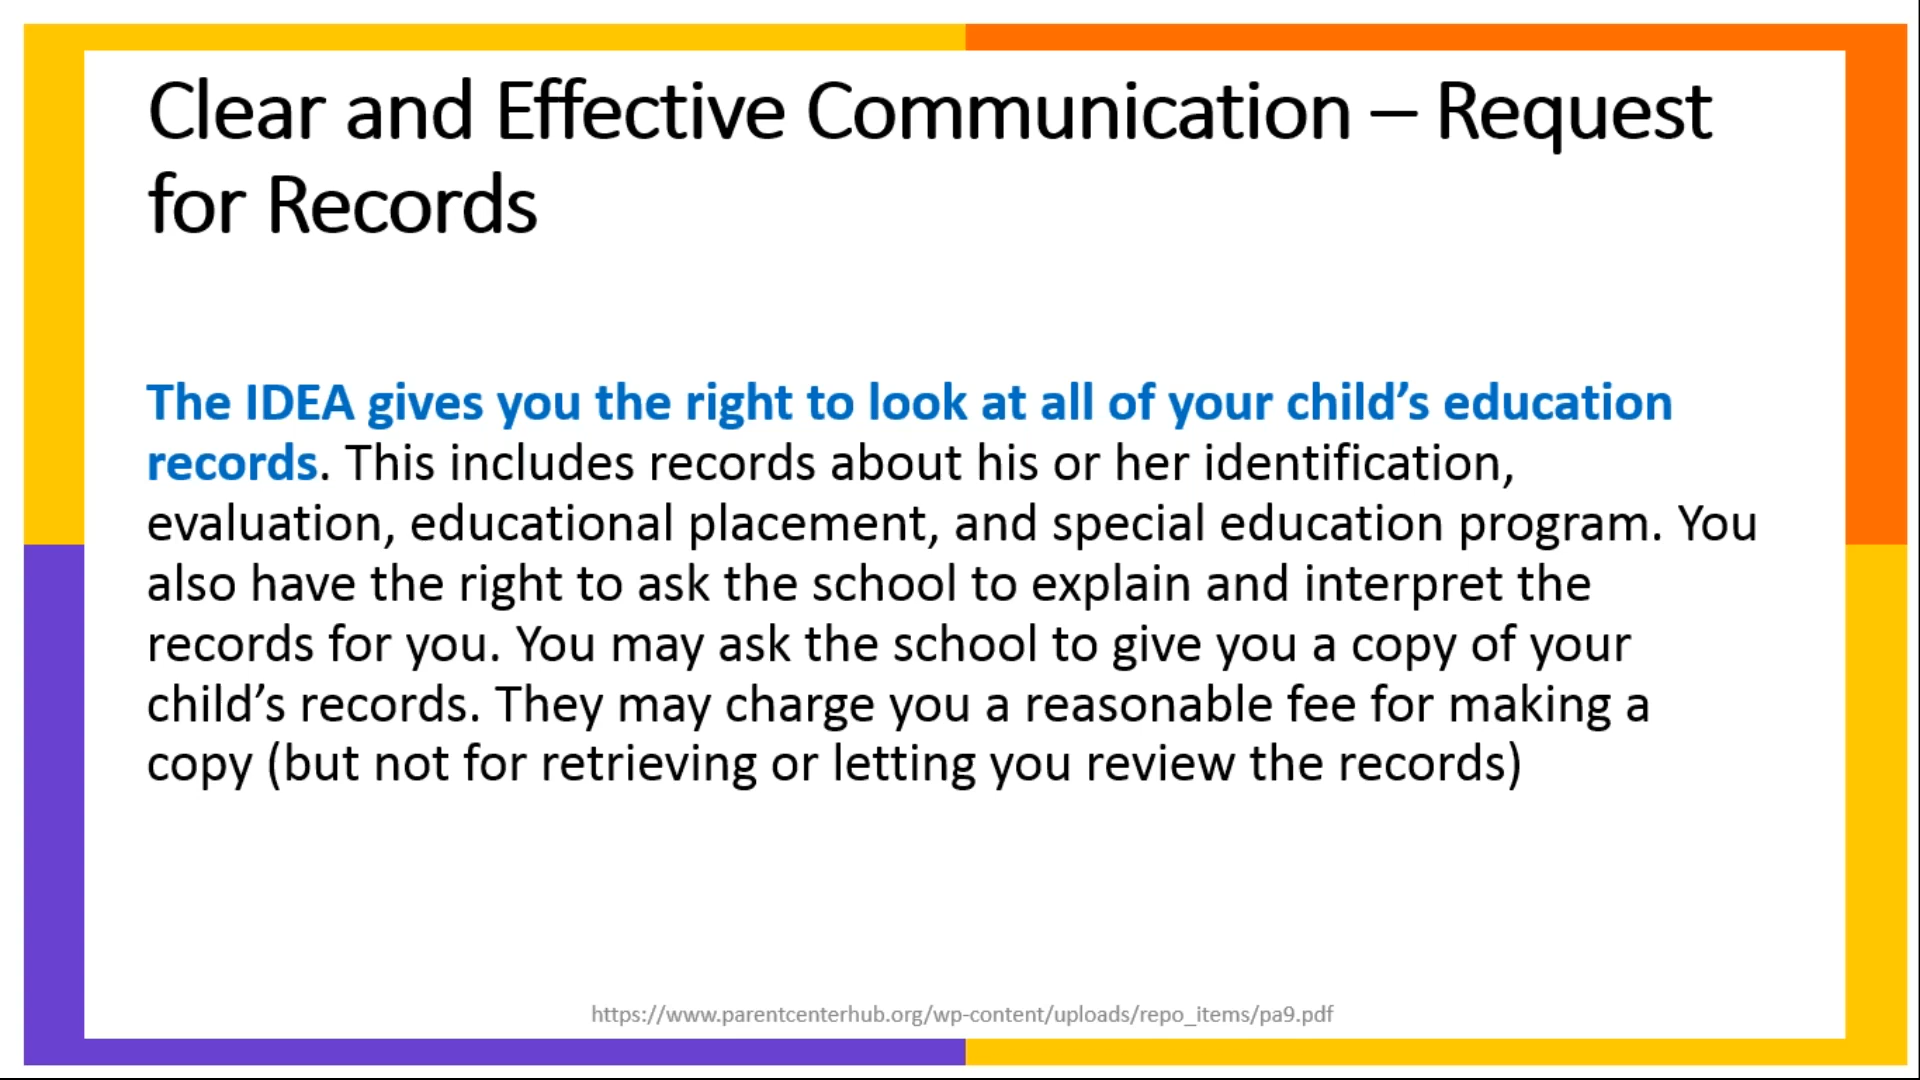 Clear and Effective Communication – Request
for Records
The IDEA gives you the right to look at all of your child’s education
records. This includes records about his or her identification,
evaluation, educational placement, and special education program. You
also have the right to ask the school to explain and interpret the
records for you. You may ask the school to give you a copy of your
child’s records. They may charge you a reasonable fee for making a
copy (but not for retrieving or letting you review the records)
https://www.parentcenterhub.org/wp-content/uploads/repo_items/pa9.pdf